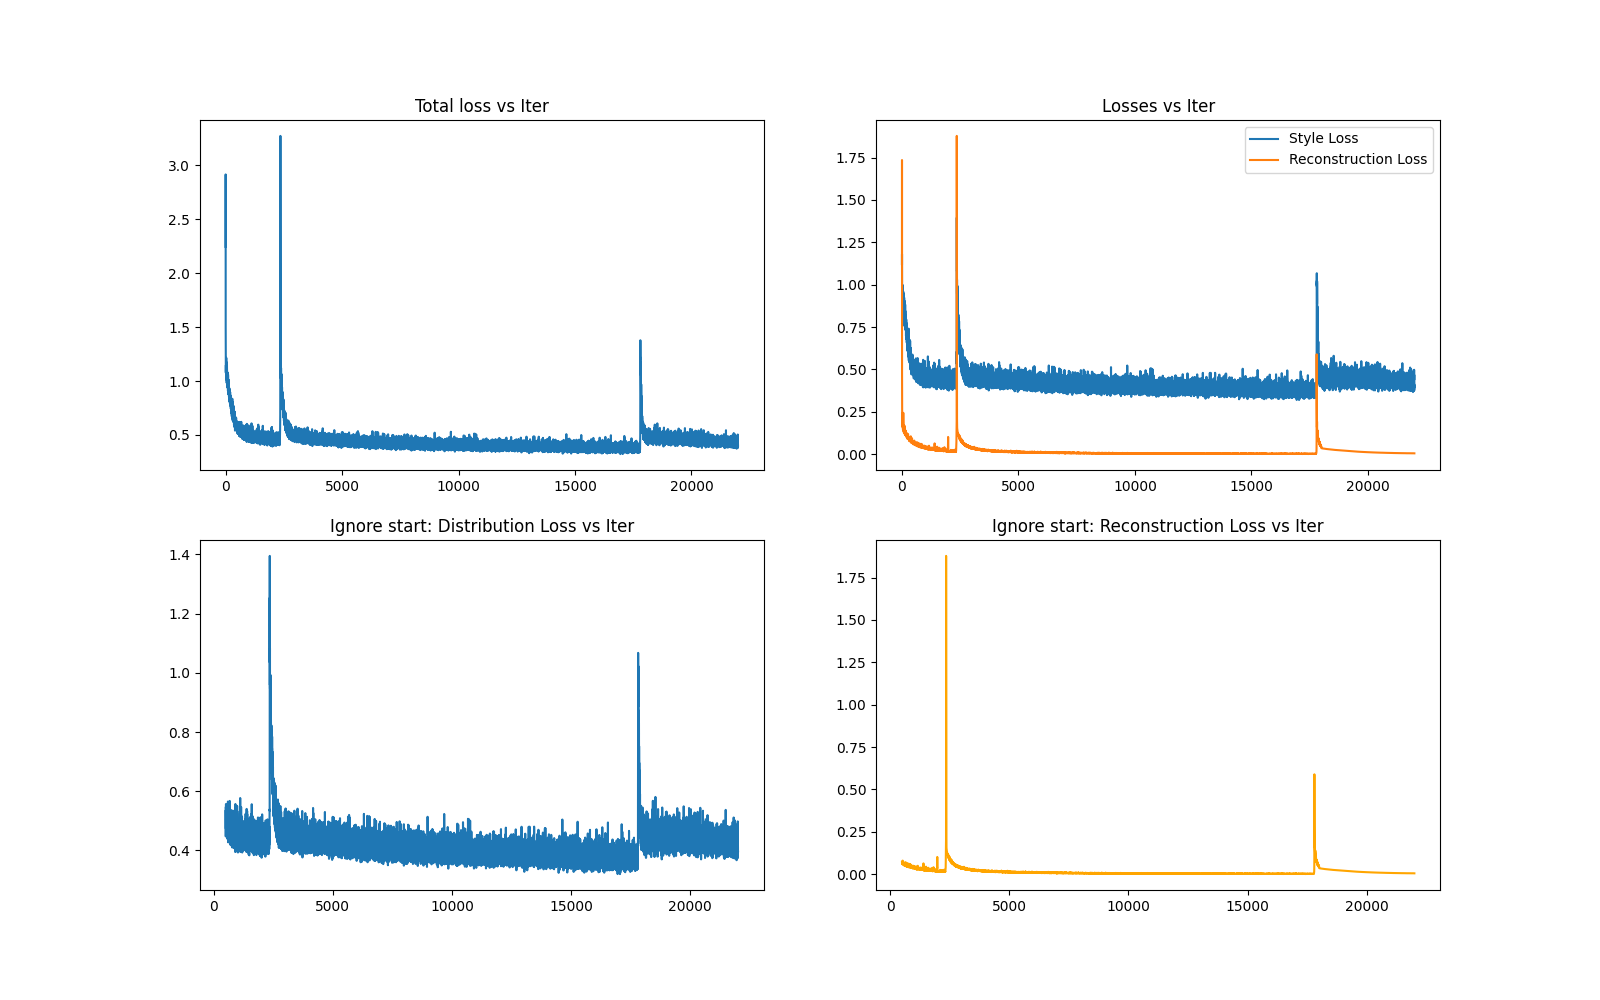 Total loss vs Iter
3.0
2.5
2.0
1.5
1.0
0.5
0 5000 10000 15000 20000
Losses vs Iter
Style Loss
Reconstruction Loss
1.75
1.50
1.25
1.00
0.75
0.50
0.25
0.00
0 5000 10000 15000 20000
Ignore start: Distribution Loss vs Iter
1.4
1.2
1.0
0.8
0.6
0.4
0 5000 10000 15000 20000
Ignore start: Reconstruction Loss vs Iter
1.75
1.50
1.25
1.00
0.75
0.50
0.25
0.00
0 5000 10000 15000 20000